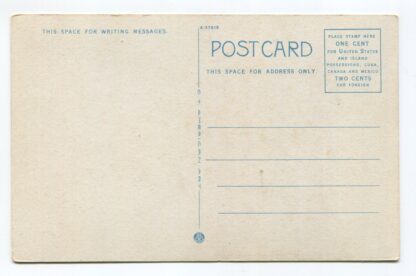 THIS SPACE FOR WRITING MESSAGES.
POSTCARD
THIS SPACE FOR ADDRESS ONLY
PLACE STAMP HERE
ONE CENT
FOR UNITED STATES
AND ISLAND
POSSESSIONS, CUBA,
CANADA AND MEXICO
TWO CENTS
FOR FOREIGN